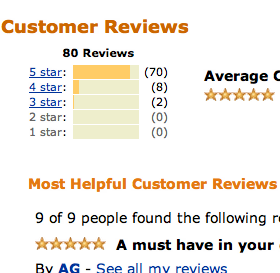 Customer Reviews
80 Reviews
5 star: (70)
4 star: (8)
3 star: (2)
2 star: (0)
1 star: (0)
Average C
Most Helpful Customer Reviews
9 of 9 people found the following r
A must have in your
By AG - See all my reviews